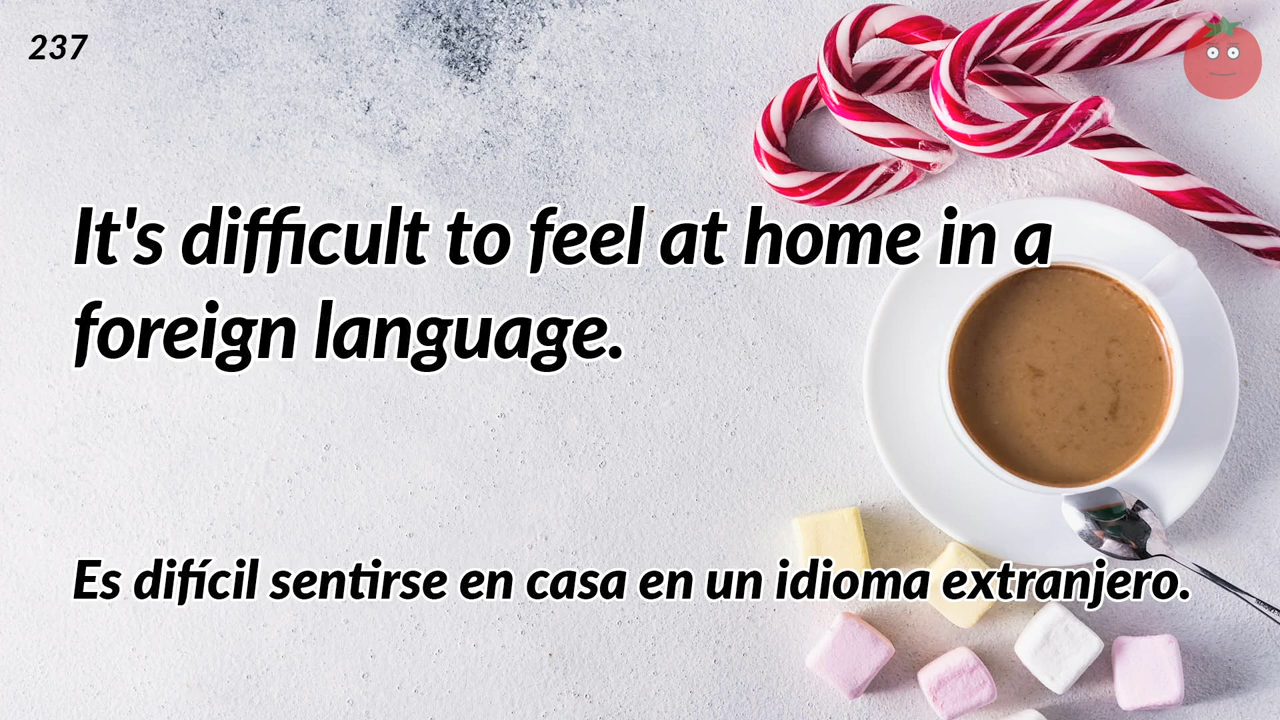 237
It's difficult to feel at home in a
foreign language.
Es difícil sentirse en casa en un idioma extranjero.